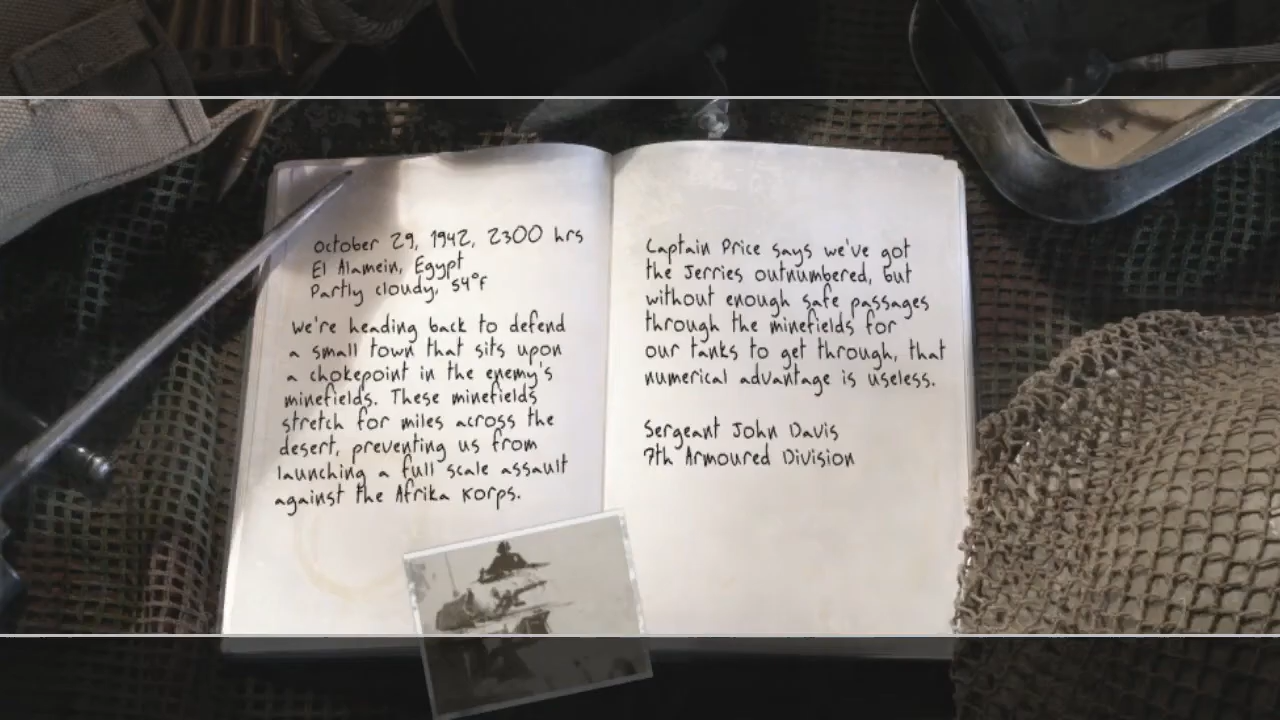 October 29, 1942, 2300 hrs
El Alamein, Egypt
Partly cloudy, 54°F
We're heading back to defend
a small town that sits upon
a chokepoint in the enemy's
minefields. These minefields
stretch for miles across the
desert, preventing us from
launching a full scale assault
against the Afrika Korps.
Captain Price says we've got
the Jerries outnumbered, but
without enough safe passages
through the minefields for
our tanks to get through, that
numerical advantage is useless.
Sergeant John Davis
7th Armoured Division